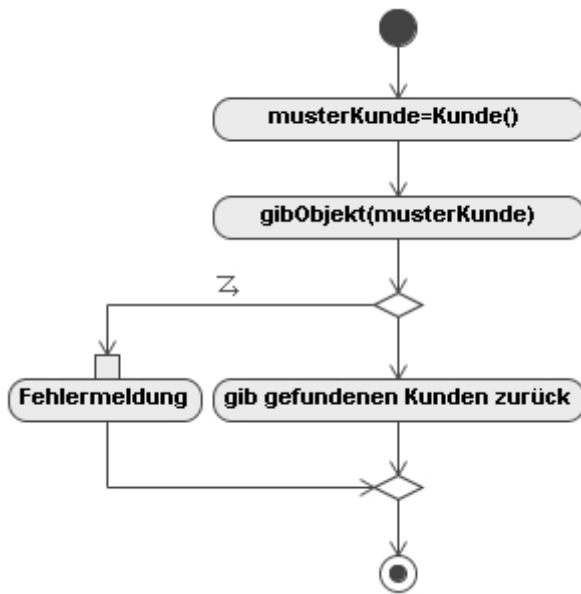 musterKunde=Kunde()
gibObjekt(musterKunde)
Fehlermeldung
gib gefundenen Kunden zurück